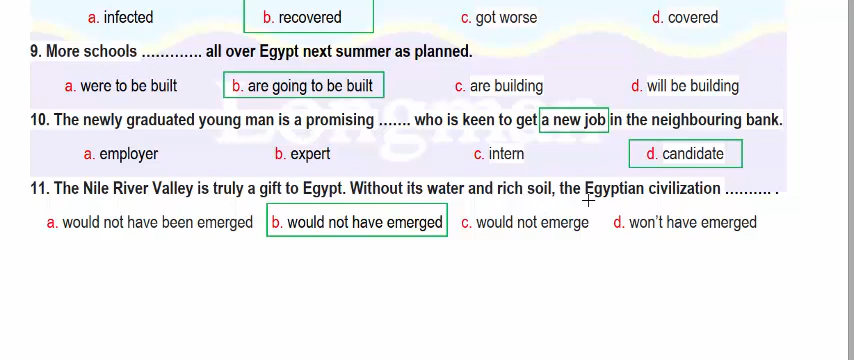 a. infected b. recovered c. got worse d. covered
9. More schools ............. all over Egypt next summer as planned.
a. were to be built b. are going to be built c. are building d. will be building
10. The newly graduated young man is a promising ....... who is keen to get a new job in the neighbouring bank.
a. employer b. expert c. intern d. candidate
11. The Nile River Valley is truly a gift to Egypt. Without its water and rich soil, the Egyptian civilization .......... .
a. would not have been emerged b. would not have emerged c. would not emerge d. won't have emerged
Longman